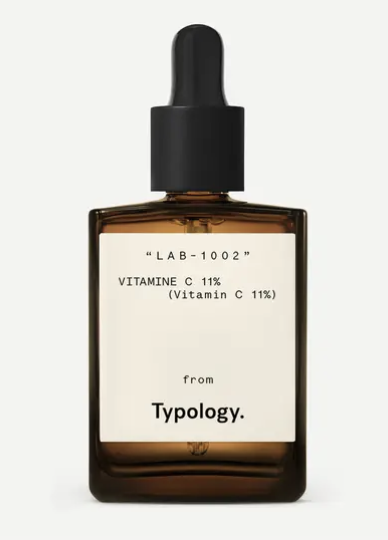 “LAB-1002”
VITAMINE C 11%
(Vitamin C 11%)
from
Typology.